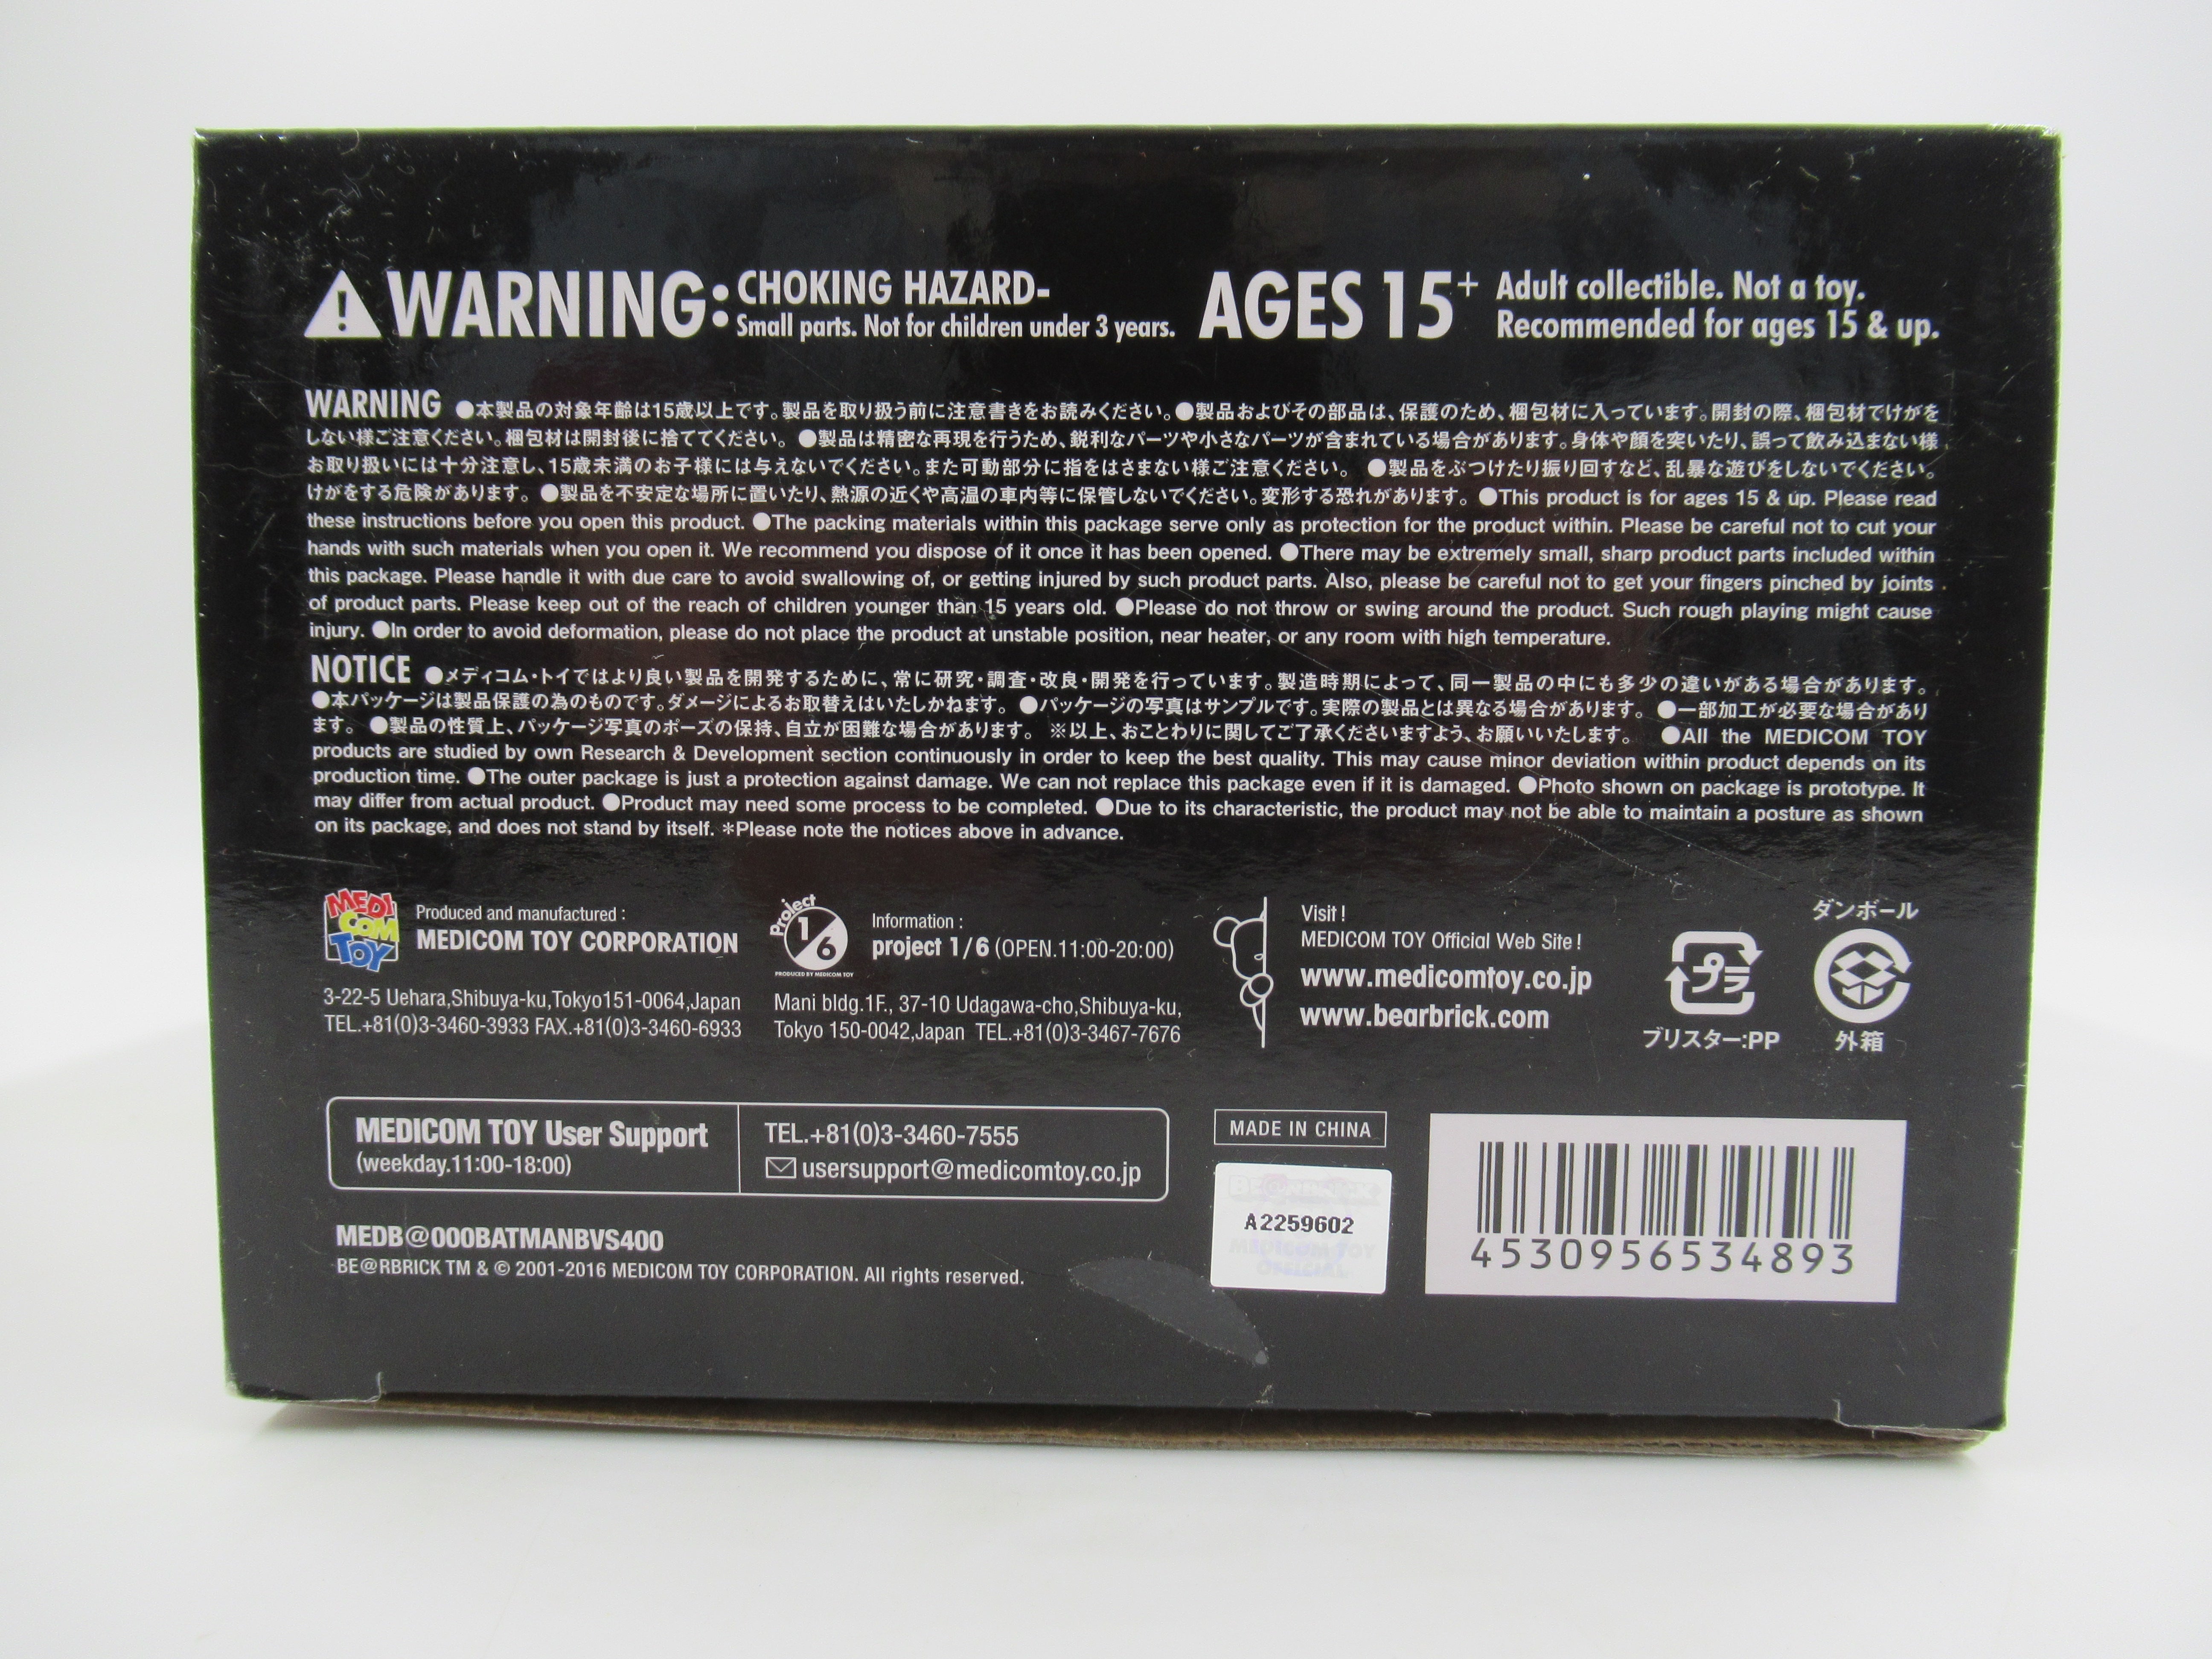 WARNING: CHOKING HAZARD-
Small parts. Not for children under 3 years.
AGES 15+ Adult collectible. Not a toy.
Recommended for ages 15 & up.
WARNING ●本製品の対象年齢は15歳以上です。製品を取り扱う前に注意書きをお読みください。●製品およびその部品は、保護のため、梱包材に入っています。開封の際、梱包材でけがを
しない様ご注意ください。梱包材は開封後に捨ててください。 ●製品は精密な再現を行うため、鋭利なパーツや小さなパーツが含まれている場合があります。身体や顔を突いたり、誤って飲み込まない様
お取り扱いには十分注意し、15歳未満のお子様には与えないでください。また可動部分に指をはさまない様ご注意ください。 ●製品をぶつけたり振り回すなど、乱暴な遊びをしないでください。
けがをする危険があります。 ●製品を不安定な場所に置いたり、熱源の近くや高温の車内等に保管しないでください。変形する恐れがあります。 ●This product is for ages 15 & up. Please read
these instructions before you open this product. ●The packing materials within this package serve only as protection for the product within. Please be careful not to cut your
hands with such materials when you open it. We recommend you dispose of it once it has been opened. ●There may be extremely small, sharp product parts included within
this package. Please handle it with due care to avoid swallowing of, or getting injured by such product parts. Also, please be careful not to get your fingers pinched by joints
of product parts. Please keep out of the reach of children younger than 15 years old. ●Please do not throw or swing around the product. Such rough playing might cause
injury. ●In order to avoid deformation, please do not place the product at unstable position, near heater, or any room with high temperature.
NOTICE ●メディコム・トイではより良い製品を開発するために、常に研究・調査・改良・開発を行っています。製造時期によって、同一製品の中にも多少の違いがある場合があります。
●本パッケージは製品保護の為のものです。ダメージによるお取替えはいたしかねます。 ●パッケージの写真はサンプルです。実際の製品とは異なる場合があります。 ●一部加工が必要な場合があり
ます。 ●製品の性質上、パッケージ写真のポーズの保持、自立が困難な場合があります。 ※以上、おことわりに関してご了承くださいますよう、お願いいたします。 ●All the MEDICOM TOY
products are studied by own Research & Development section continuously in order to keep the best quality. This may cause minor deviation within product depends on its
production time. ●The outer package is just a protection against damage. We can not replace this package even if it is damaged. ●Photo shown on package is prototype. It
may differ from actual product. ●Product may need some process to be completed. ●Due to its characteristic, the product may not be able to maintain a posture as shown
on its package, and does not stand by itself. *Please note the notices above in advance.
MEDI
COM
TOY
Produced and manufactured :
MEDICOM TOY CORPORATION
3-22-5 Uehara,Shibuya-ku,Tokyo151-0064,Japan
TEL.+81(0)3-3460-3933 FAX.+81(0)3-3460-6933
Project
1/6
PRODUCED BY MEDICOM TOY
Information :
project 1/6 (OPEN.11:00-20:00)
Mani bldg.1F., 37-10 Udagawa-cho,Shibuya-ku,
Tokyo 150-0042,Japan TEL.+81(0)3-3467-7676
Visit !
MEDICOM TOY Official Web Site !
www.medicomtoy.co.jp
www.bearbrick.com
プラ
ブリスター:PP
ダンボール
外箱
MEDICOM TOY User Support
(weekday.11:00-18:00)
TEL.+81(0)3-3460-7555
usersupport@medicomtoy.co.jp
MADE IN CHINA
BE@RBRICK
A2259602
MEDICOM TOY
OFFICIAL
4530956534893
MEDB@000BATMANBVS400
BE@RBRICK TM & © 2001-2016 MEDICOM TOY CORPORATION. All rights reserved.